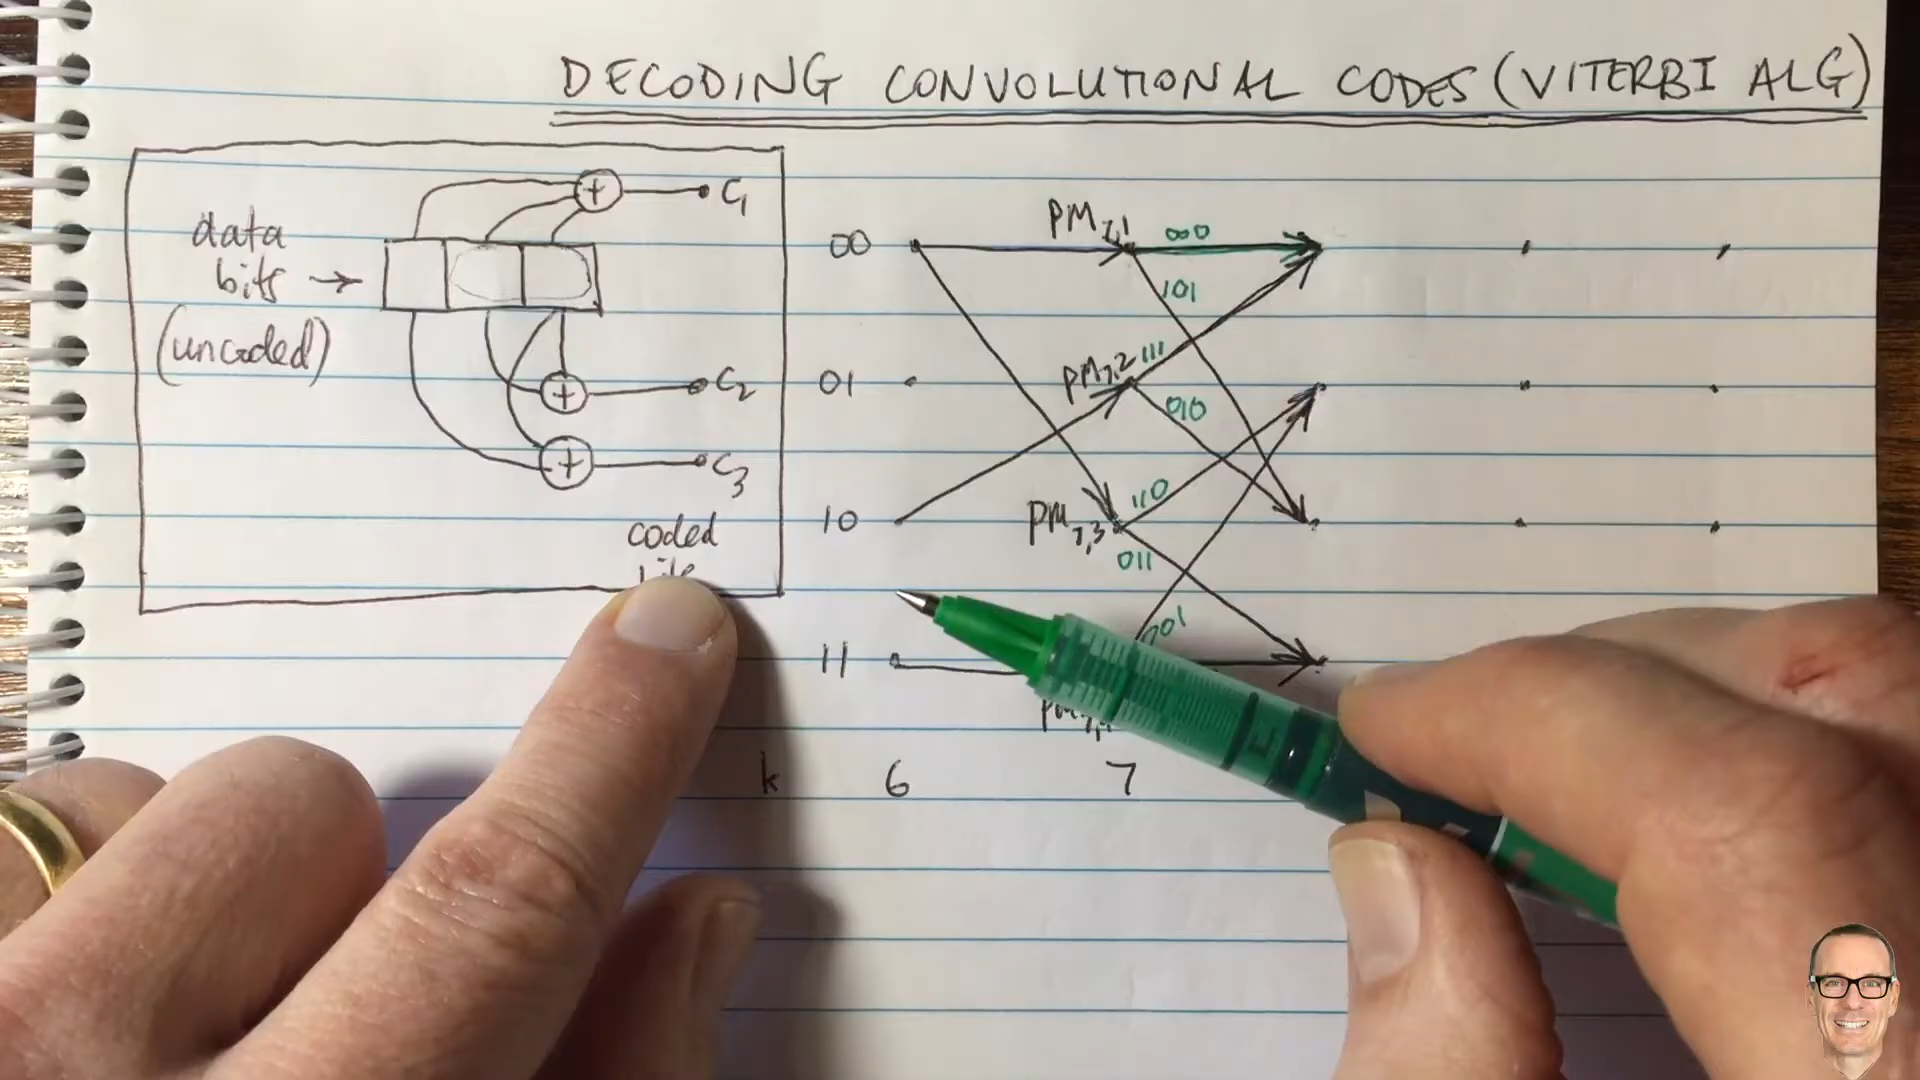 DECODING CONVOLUTIONAL CODES (VITERBI ALG)
data
bits →
(uncoded)
+ C1
+ C2
+ C3
coded
00
01
10
11
PM7,1
000
101
PM7,2
111
010
PM7,3
110
011
001
k 6 7